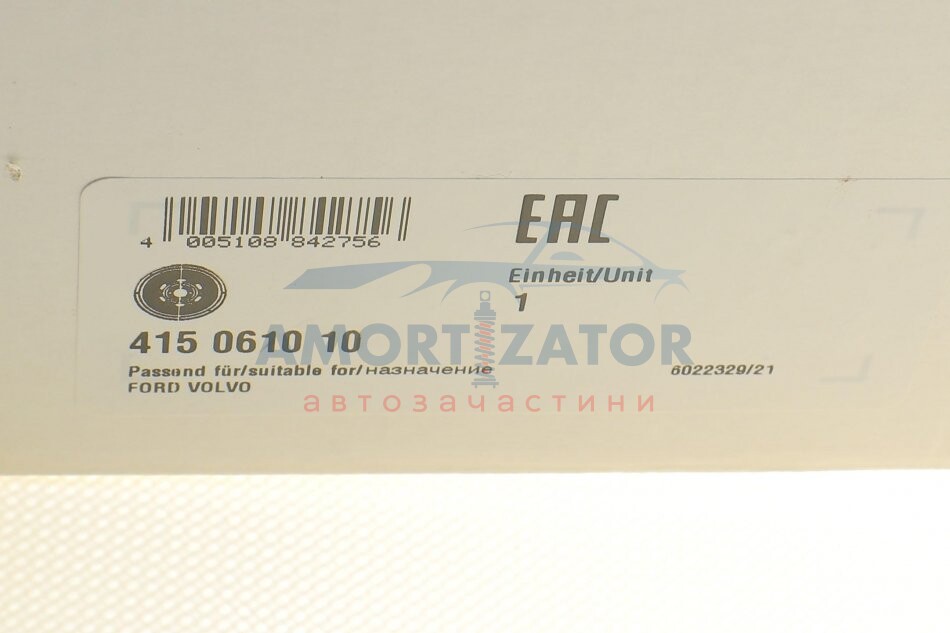 EAC
4 005108 842756
Einheit/Unit
1
415 0610 10
AMORTIZATOR
Passend für/suitable for/назначение
6022329/21
FORD VOLVO
автозачастини